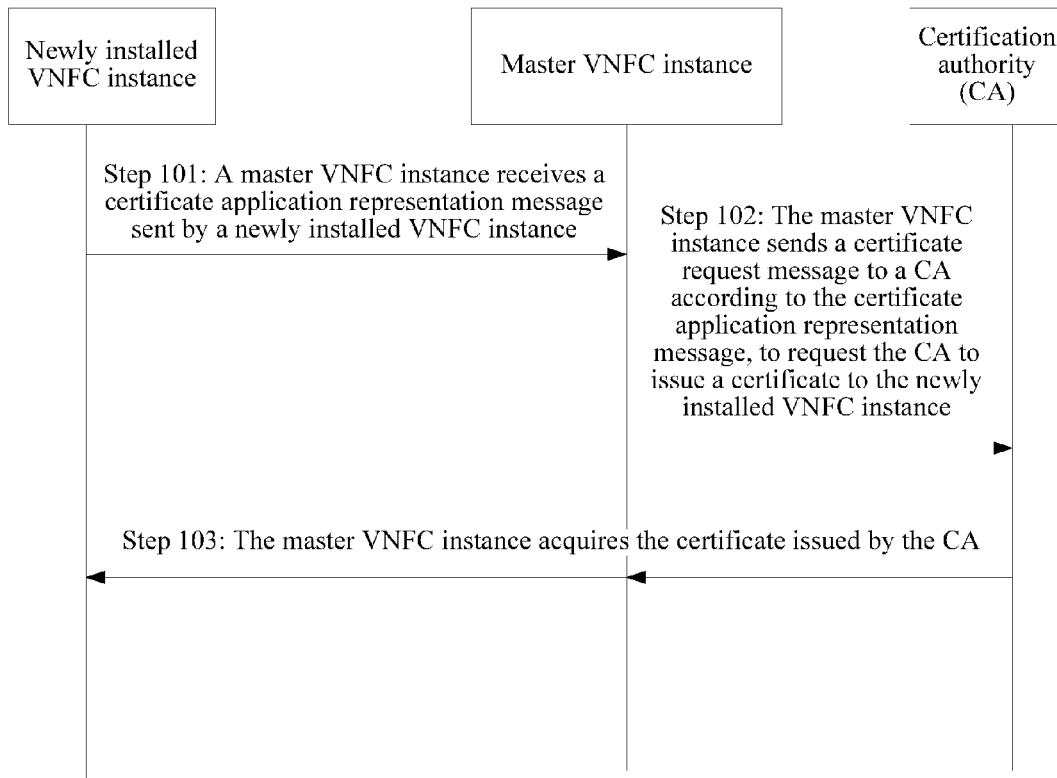 Newly installed
VNFC instance
Master VNFC instance
Certification
authority
(CA)
Step 101: A master VNFC instance receives a
certificate application representation message
sent by a newly installed VNFC instance
Step 102: The master VNFC
instance sends a certificate
request message to a CA
according to the certificate
application representation
message, to request the CA to
issue a certificate to the newly
installed VNFC instance
Step 103: The master VNFC instance acquires the certificate issued by the CA